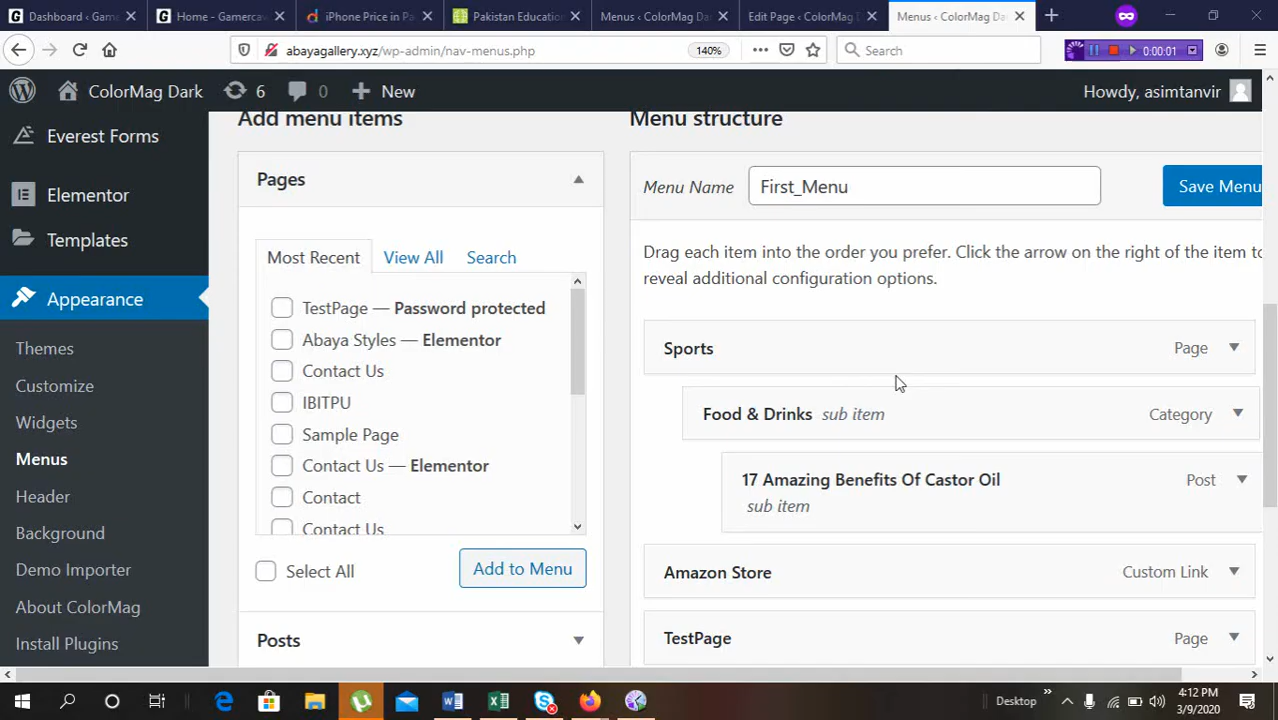 Dashboard ‹ Game
Home - Gamercaw
iPhone Price in Pa
Pakistan Education
Menus ‹ ColorMag D
Edit Page ‹ ColorMag D
Menus ‹ ColorMag Da
abayagallery.xyz/wp-admin/nav-menus.php
140%
Search
0:00:01
ColorMag Dark
6
0
New
Howdy, asimtanvir
Everest Forms
Elementor
Templates
Appearance
Themes
Customize
Widgets
Menus
Header
Background
Demo Importer
About ColorMag
Install Plugins
Add menu items
Pages
Most Recent
View All
Search
TestPage — Password protected
Abaya Styles — Elementor
Contact Us
IBITPU
Sample Page
Contact Us — Elementor
Contact
Contact Us
Select All
Add to Menu
Posts
Menu structure
Menu Name
First_Menu
Save Menu
Drag each item into the order you prefer. Click the arrow on the right of the item to
reveal additional configuration options.
Sports
Page
Food & Drinks sub item
Category
17 Amazing Benefits Of Castor Oil
sub item
Post
Amazon Store
Custom Link
TestPage
Page
Desktop
4:12 PM
3/9/2020